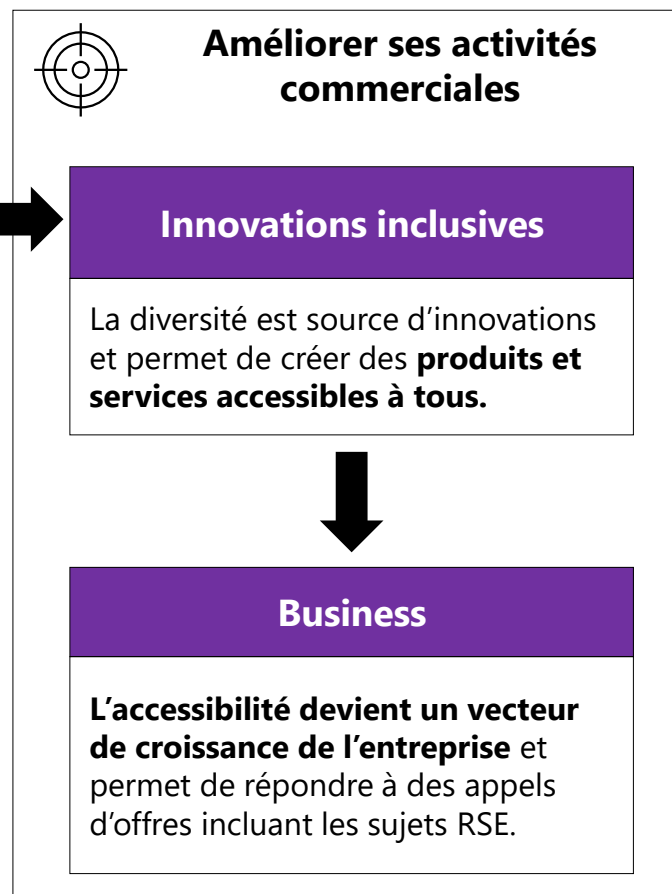 Améliorer ses activités
commerciales
Innovations inclusives
La diversité est source d’innovations
et permet de créer des produits et
services accessibles à tous.
Business
L’accessibilité devient un vecteur
de croissance de l’entreprise et
permet de répondre à des appels
d’offres incluant les sujets RSE.